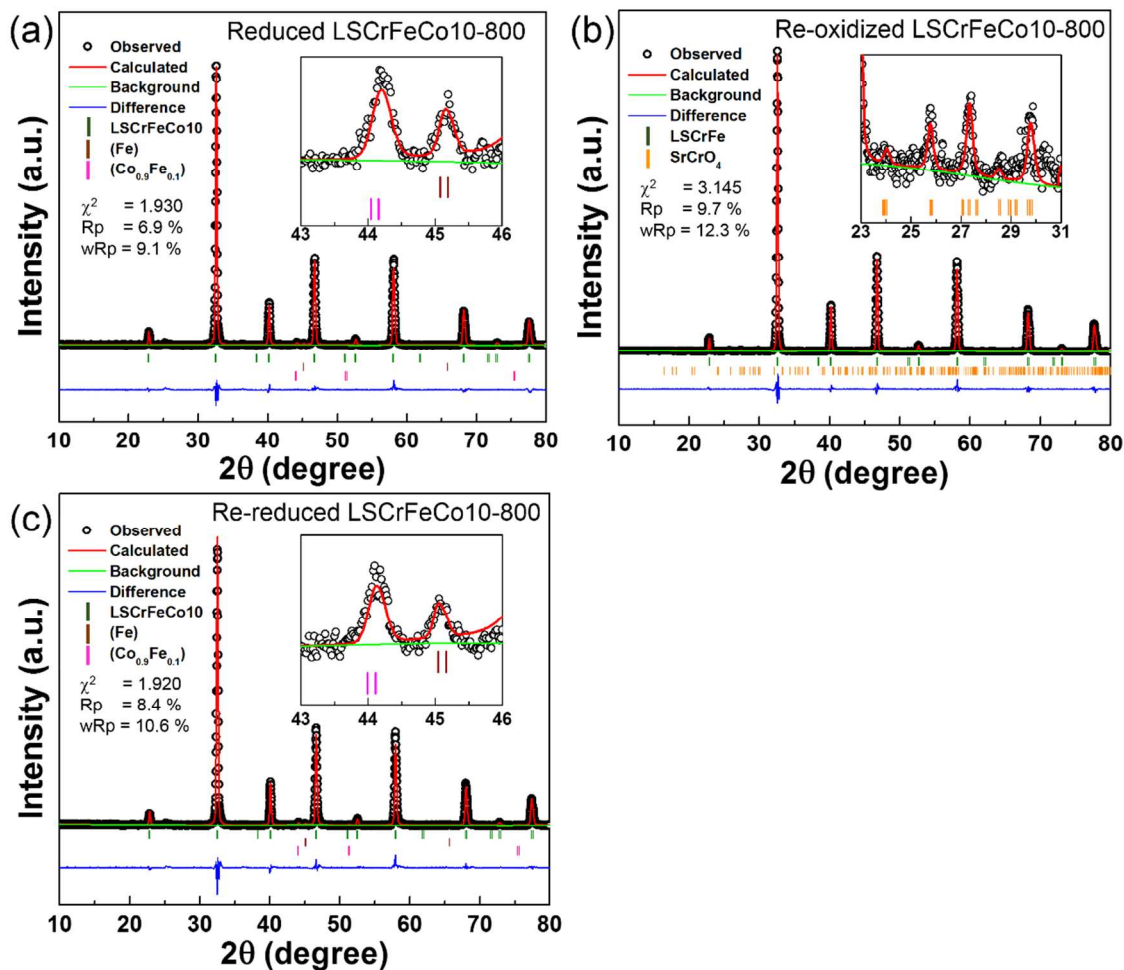 (a)
Reduced LSCrFeCo10-800
Observed
Calculated
Background
Difference
LSCrFeCo10
(Fe)
(Co₀.₉Fe₀.₁)
χ² = 1.930
Rp = 6.9 %
wRp = 9.1 %
43 44 45 46
Intensity (a.u.)
10 20 30 40 50 60 70 80
2θ (degree)
(b)
Re-oxidized LSCrFeCo10-800
Observed
Calculated
Background
Difference
LSCrFe
SrCrO₄
χ² = 3.145
Rp = 9.7 %
wRp = 12.3 %
23 25 27 29 31
Intensity (a.u.)
10 20 30 40 50 60 70 80
2θ (degree)
(c)
Re-reduced LSCrFeCo10-800
Observed
Calculated
Background
Difference
LSCrFeCo10
(Fe)
(Co₀.₉Fe₀.₁)
χ² = 1.920
Rp = 8.4 %
wRp = 10.6 %
43 44 45 46
Intensity (a.u.)
10 20 30 40 50 60 70 80
2θ (degree)